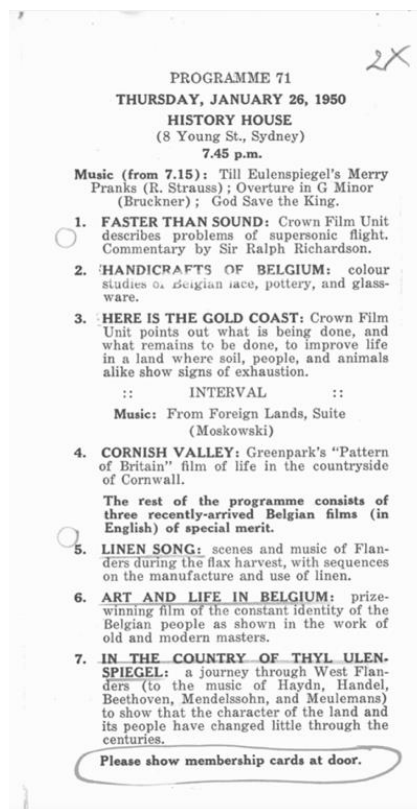 2X
PROGRAMME 71
THURSDAY, JANUARY 26, 1950
HISTORY HOUSE
(8 Young St., Sydney)
7.45 p.m.
Music (from 7.15): Till Eulenspiegel's Merry
Pranks (R. Strauss); Overture in G Minor
(Bruckner); God Save the King.
1. FASTER THAN SOUND: Crown Film Unit
describes problems of supersonic flight.
Commentary by Sir Ralph Richardson.
2. HANDICRAFTS OF BELGIUM: colour
studies of Belgian lace, pottery, and glass-
ware.
3. HERE IS THE GOLD COAST: Crown Film
Unit points out what is being done, and
what remains to be done, to improve life
in a land where soil, people, and animals
alike show signs of exhaustion.
:: INTERVAL ::
Music: From Foreign Lands, Suite
(Moskowski)
4. CORNISH VALLEY: Greenpark's "Pattern
of Britain" film of life in the countryside
of Cornwall.
The rest of the programme consists of
three recently-arrived Belgian films (in
English) of special merit.
5. LINEN SONG: scenes and music of Flan-
ders during the flax harvest, with sequences
on the manufacture and use of linen.
6. ART AND LIFE IN BELGIUM: prize-
winning film of the constant identity of the
Belgian people as shown in the work of
old and modern masters.
7. IN THE COUNTRY OF THYL ULEN-
SPIEGEL: a journey through West Flan-
ders (to the music of Haydn, Handel,
Beethoven, Mendelssohn, and Meulemans)
to show that the character of the land and
its people have changed little through the
centuries.
Please show membership cards at door.